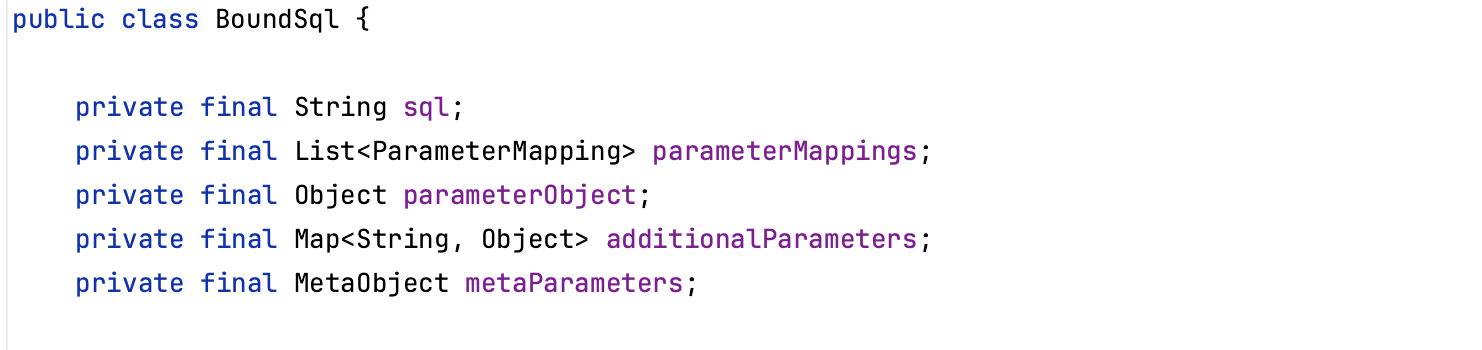 public class BoundSql {
private final String sql;
private final List<ParameterMapping> parameterMappings;
private final Object parameterObject;
private final Map<String, Object> additionalParameters;
private final MetaObject metaParameters;